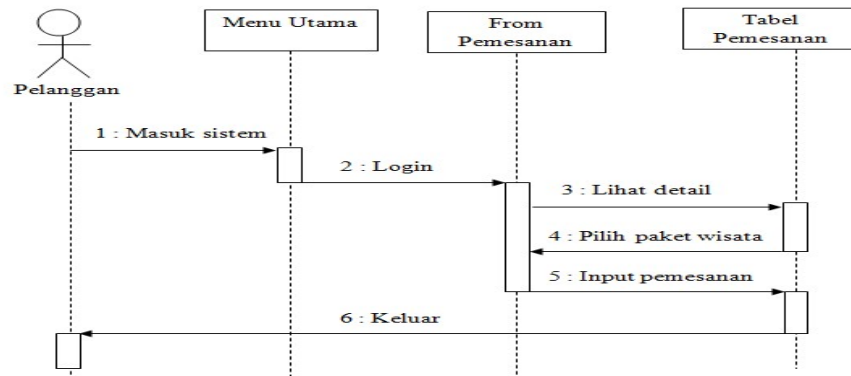 Menu Utama
From
Pemesanan
Tabel
Pemesanan
Pelanggan
1 : Masuk sistem
2 : Login
3 : Lihat detail
4 : Pilih paket wisata
5 : Input pemesanan
6 : Keluar